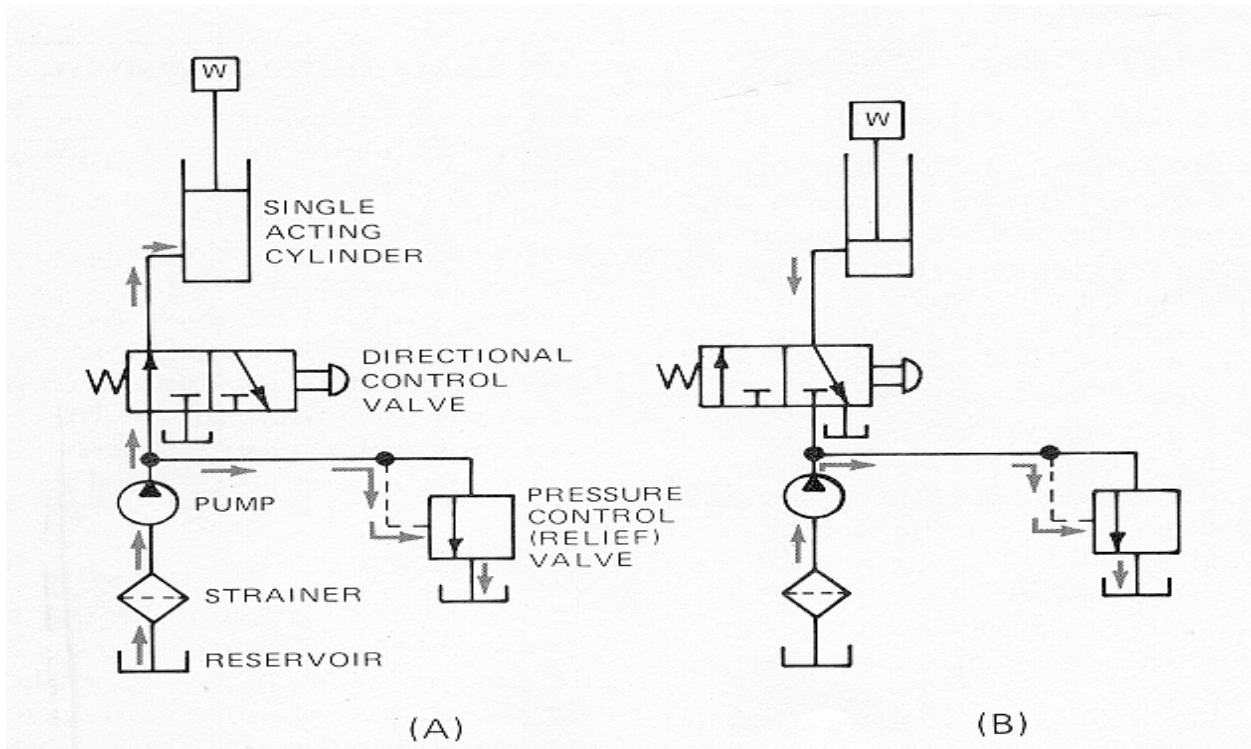 W
SINGLE
ACTING
CYLINDER
DIRECTIONAL
CONTROL
VALVE
PUMP
PRESSURE
CONTROL
(RELIEF)
VALVE
STRAINER
RESERVOIR
(A)
W
(B)